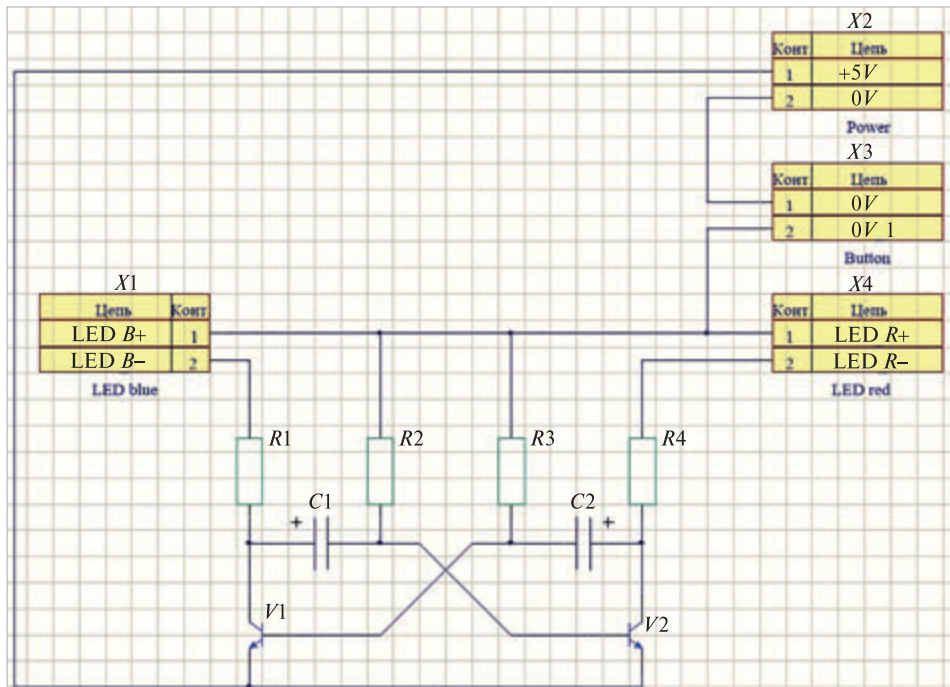 X2
Конт Цепь
1 +5V
2 0V
Power
X3
Конт Цепь
1 0V
2 0V 1
Button
X1
Цепь Конт
LED B+ 1
LED B− 2
LED blue
X4
Конт Цепь
1 LED R+
2 LED R−
LED red
R1 R2 R3 R4
+ C1 C2 +
V1 V2